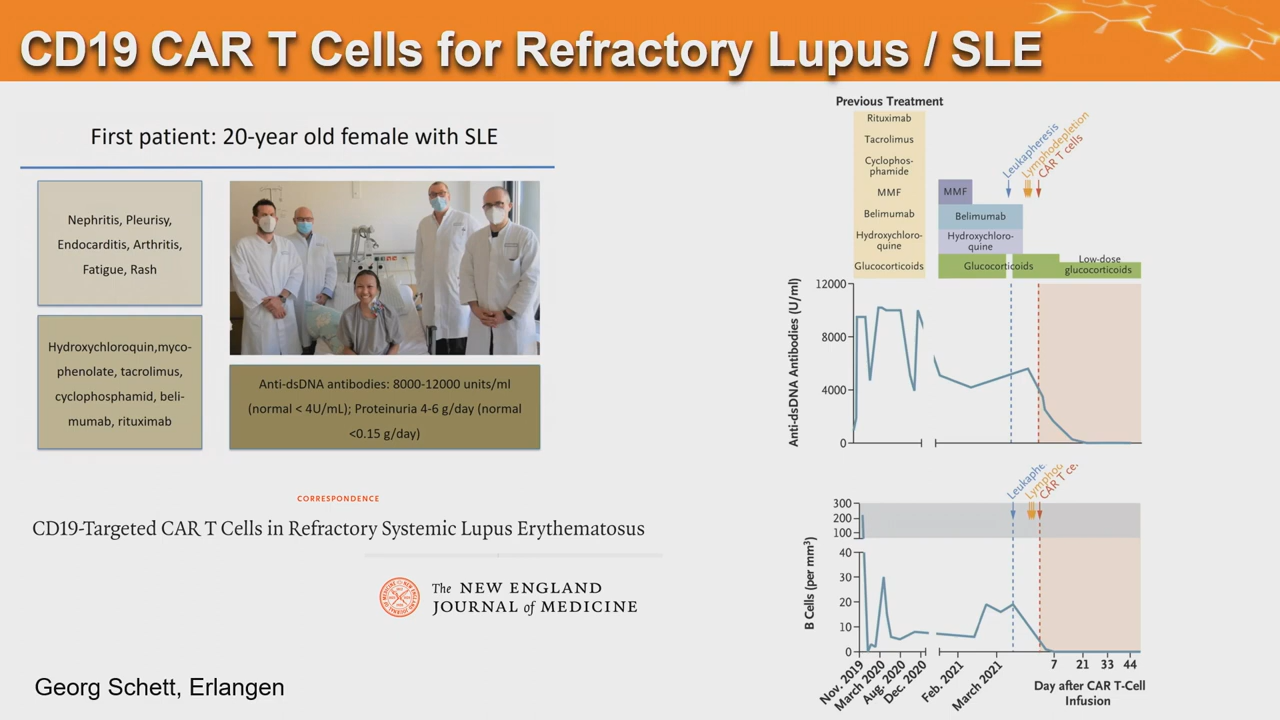 CD19 CAR T Cells for Refractory Lupus / SLE
First patient: 20-year old female with SLE
Nephritis, Pleurisy,
Endocarditis, Arthritis,
Fatigue, Rash
Hydroxychloroquin,myco-
phenolate, tacrolimus,
cyclophosphamid, beli-
mumab, rituximab
Anti-dsDNA antibodies: 8000-12000 units/ml
(normal < 4U/mL); Proteinuria 4-6 g/day (normal
<0.15 g/day)
CORRESPONDENCE
CD19-Targeted CAR T Cells in Refractory Systemic Lupus Erythematosus
The NEW ENGLAND
JOURNAL of MEDICINE
Georg Schett, Erlangen
Previous Treatment
Rituximab
Tacrolimus
Cyclophos-
phamide
MMF
Belimumab
Hydroxychloro-
quine
Glucocorticoids
MMF
Belimumab
Hydroxychloro-
quine
Glucocorticoids
Low-dose
glucocorticoids
Leukapheresis
Lymphodepletion
CAR T cells
Anti-dsDNA Antibodies (U/ml)
12000
8000
4000
0
Leukaphe
Lymphod
CAR T ce
B Cells (per mm³)
300
200
100
40
30
20
10
0
Nov. 2019
March 2020
Aug. 2020
Dec. 2020
Feb. 2021
March 2021
7 21 33 44
Day after CAR T-Cell
Infusion